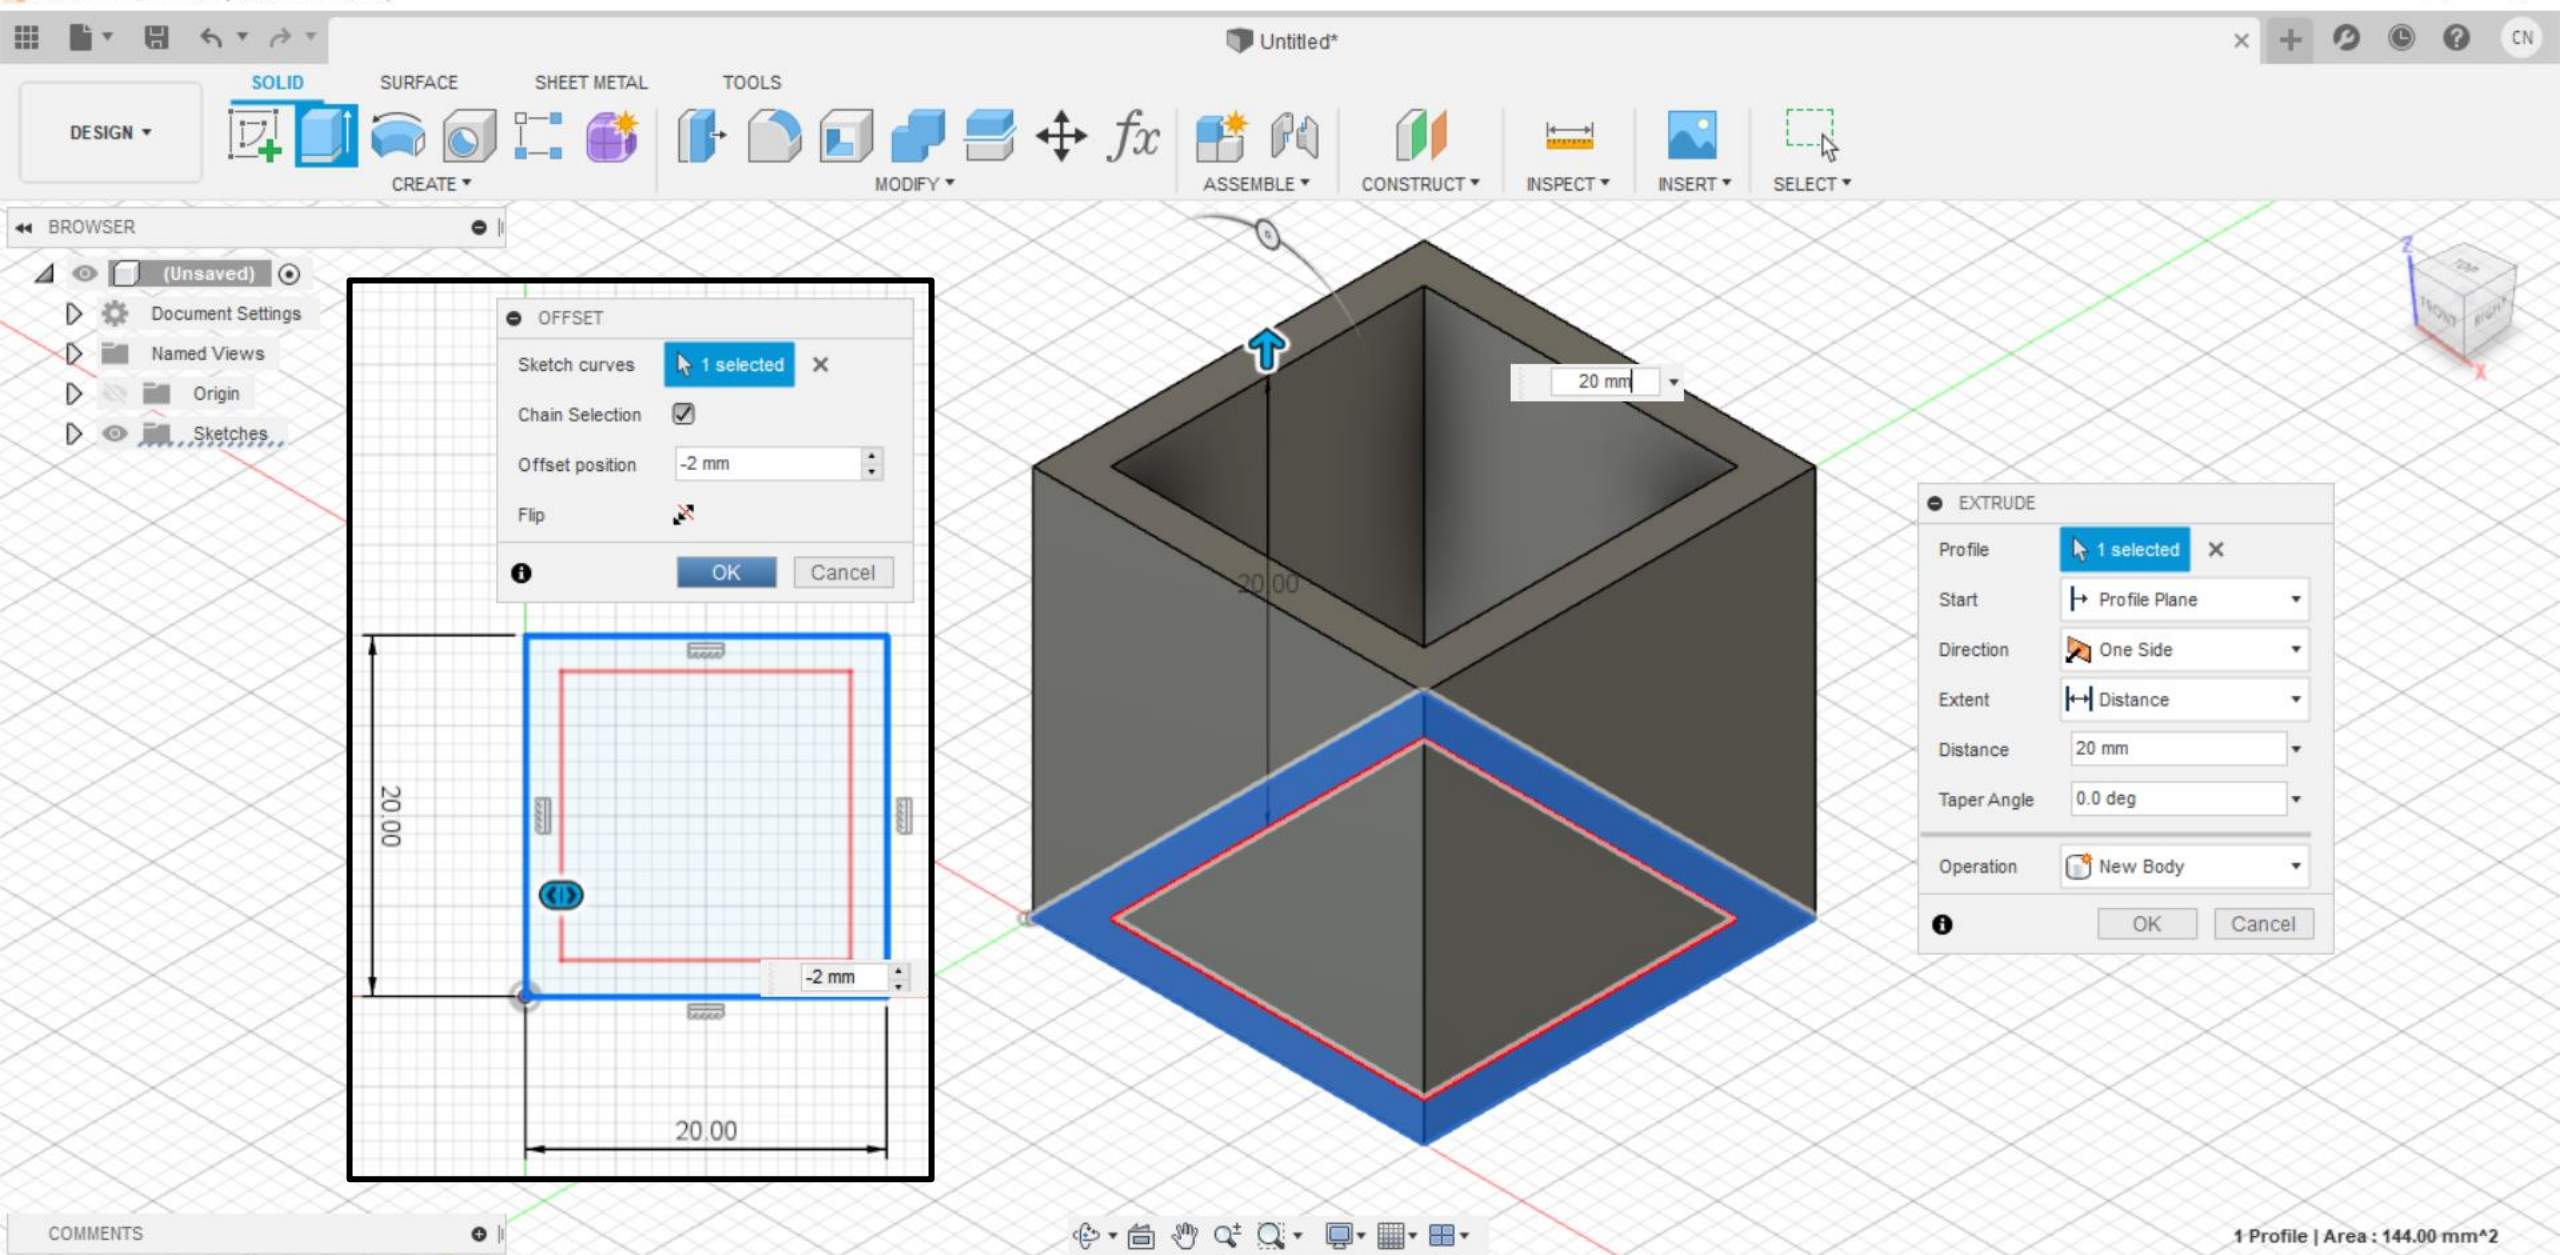 Untitled*
CN
SOLID
SURFACE
SHEET METAL
TOOLS
DESIGN
CREATE
MODIFY
ASSEMBLE
CONSTRUCT
INSPECT
INSERT
SELECT
BROWSER
(Unsaved)
Document Settings
Named Views
Origin
Sketches
OFFSET
Sketch curves 1 selected
Chain Selection
Offset position -2 mm
Flip
OK Cancel
20.00
-2 mm
20.00
20 mm
20.00
Z
TOP
FRONT
RIGHT
X
EXTRUDE
Profile 1 selected
Start Profile Plane
Direction One Side
Extent Distance
Distance 20 mm
Taper Angle 0.0 deg
Operation New Body
OK Cancel
COMMENTS
1 Profile | Area : 144.00 mm^2